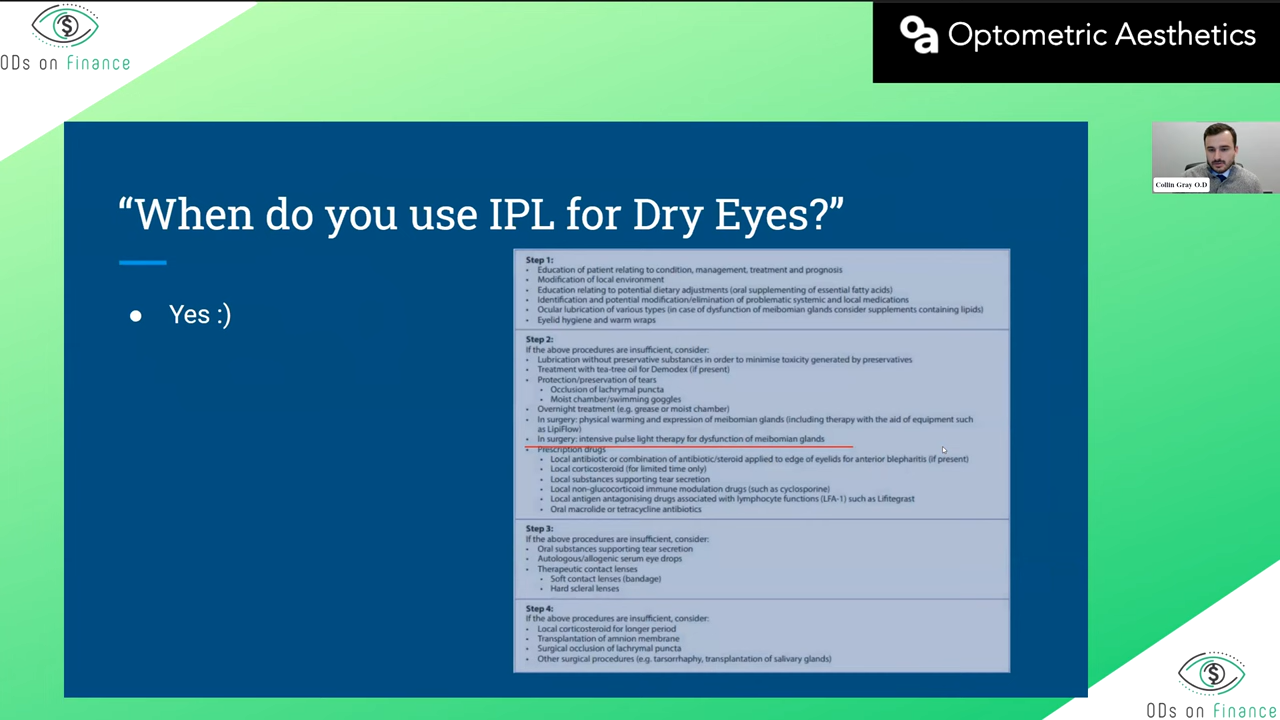 ODs on Finance
oa Optometric Aesthetics
Collin Gray O.D
“When do you use IPL for Dry Eyes?”
● Yes :)
Step 1:
• Education of patient relating to condition, management, treatment and prognosis
• Modification of local environment
• Education relating to potential dietary adjustments (oral supplementing of essential fatty acids)
• Identification and potential modification/elimination of problematic systemic and local medications
• Ocular lubrication of various types (in case of dysfunction of meibomian glands consider supplements containing lipids)
• Eyelid hygiene and warm wraps
Step 2:
If the above procedures are insufficient, consider:
• Lubrication without preservative substances in order to minimise toxicity generated by preservatives
• Treatment with tea-tree oil for Demodex (if present)
• Protection/preservation of tears
• Occlusion of lachrymal puncta
• Moist chamber/swimming goggles
• Overnight treatment (e.g. grease or moist chamber)
• In surgery: physical warming and expression of meibomian glands (including therapy with the aid of equipment such
as LipiFlow)
• In surgery: intensive pulse light therapy for dysfunction of meibomian glands
• Prescription drugs
• Local antibiotic or combination of antibiotic/steroid applied to edge of eyelids for anterior blepharitis (if present)
• Local corticosteroid (for limited time only)
• Local substances supporting tear secretion
• Local non-glucocorticoid immune modulation drugs (such as cyclosporine)
• Local antigen antagonising drugs associated with lymphocyte functions (LFA-1) such as Lifitegrast
• Oral macrolide or tetracycline antibiotics
Step 3:
If the above procedures are insufficient, consider:
• Oral substances supporting tear secretion
• Autologous/allogenic serum eye drops
• Therapeutic contact lenses
• Soft contact lenses (bandage)
• Hard scleral lenses
Step 4:
If the above procedures are insufficient, consider:
• Local corticosteroid for longer period
• Transplantation of amnion membrane
• Surgical occlusion of lachrymal puncta
• Other surgical procedures (e.g. tarsorrhaphy, transplantation of salivary glands)
ODs on Finance